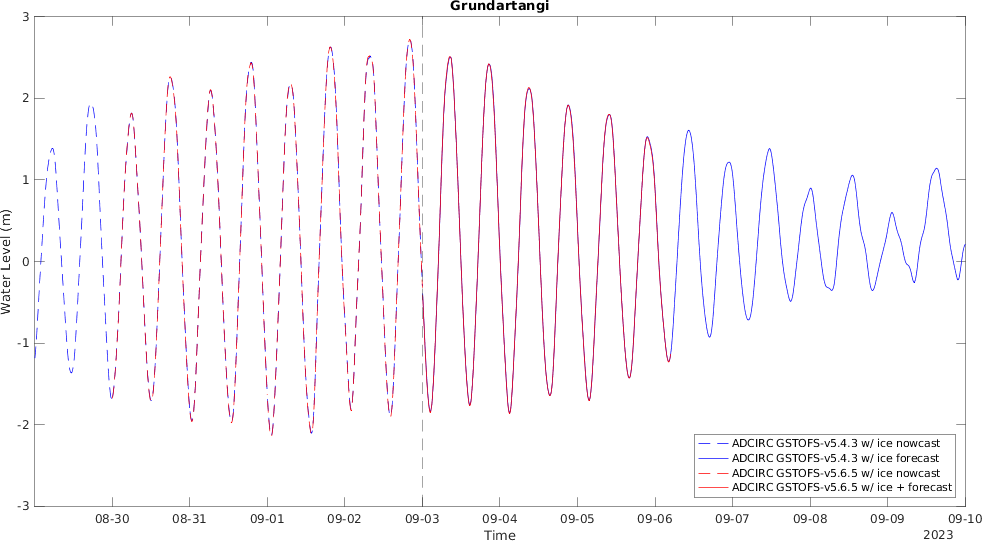 Grundartangi
3
2
1
0
-1
-2
-3
Water Level (m)
08-30 08-31 09-01 09-02 09-03 09-04 09-05 09-06 09-07 09-08 09-09 09-10
Time
2023
ADCIRC GSTOFS-v5.4.3 w/ ice nowcast
ADCIRC GSTOFS-v5.4.3 w/ ice forecast
ADCIRC GSTOFS-v5.6.5 w/ ice nowcast
ADCIRC GSTOFS-v5.6.5 w/ ice + forecast